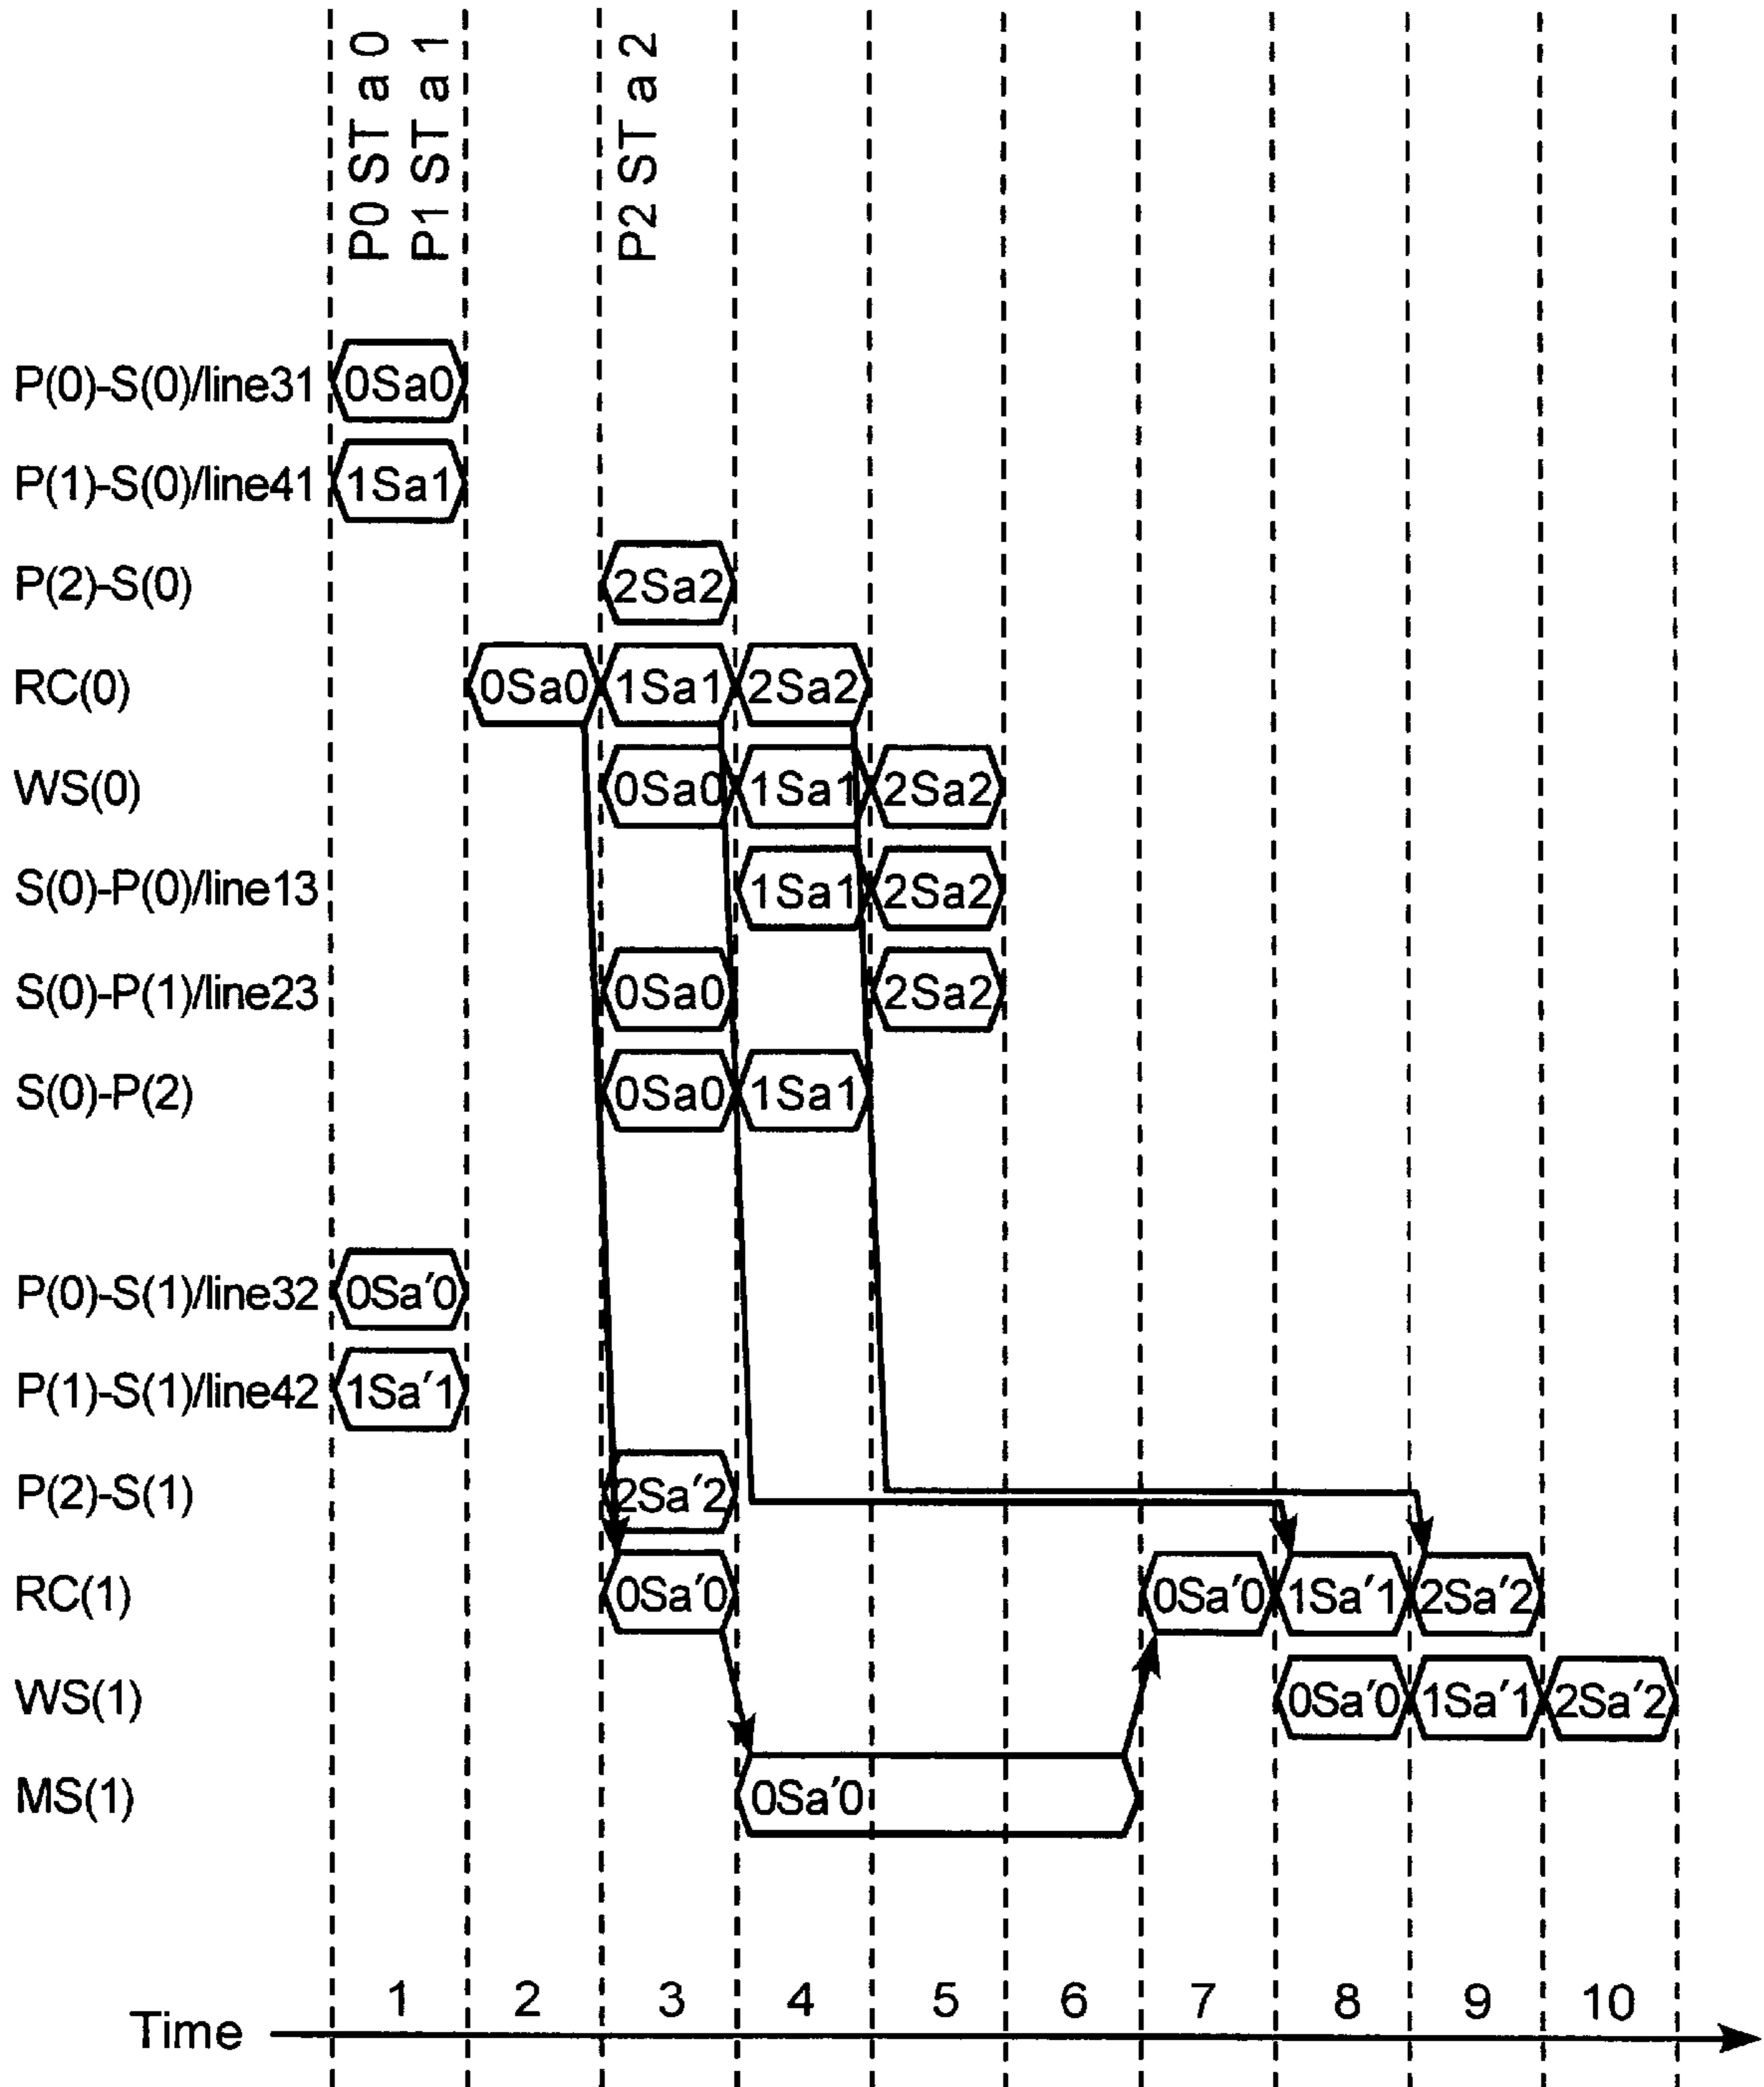 P0 ST a 0
P1 ST a 1
P2 ST a 2
P(0)-S(0)/line31 0Sa0
P(1)-S(0)/line41 1Sa1
P(2)-S(0) 2Sa2
RC(0) 0Sa0 1Sa1 2Sa2
WS(0) 0Sa0 1Sa1 2Sa2
S(0)-P(0)/line13 1Sa1 2Sa2
S(0)-P(1)/line23 0Sa0 2Sa2
S(0)-P(2) 0Sa0 1Sa1
P(0)-S(1)/line32 0Sa′0
P(1)-S(1)/line42 1Sa′1
P(2)-S(1) 2Sa′2
RC(1) 0Sa′0 0Sa′0 1Sa′1 2Sa′2
WS(1) 0Sa′0 1Sa′1 2Sa′2
MS(1) 0Sa′0
1 2 3 4 5 6 7 8 9 10
Time